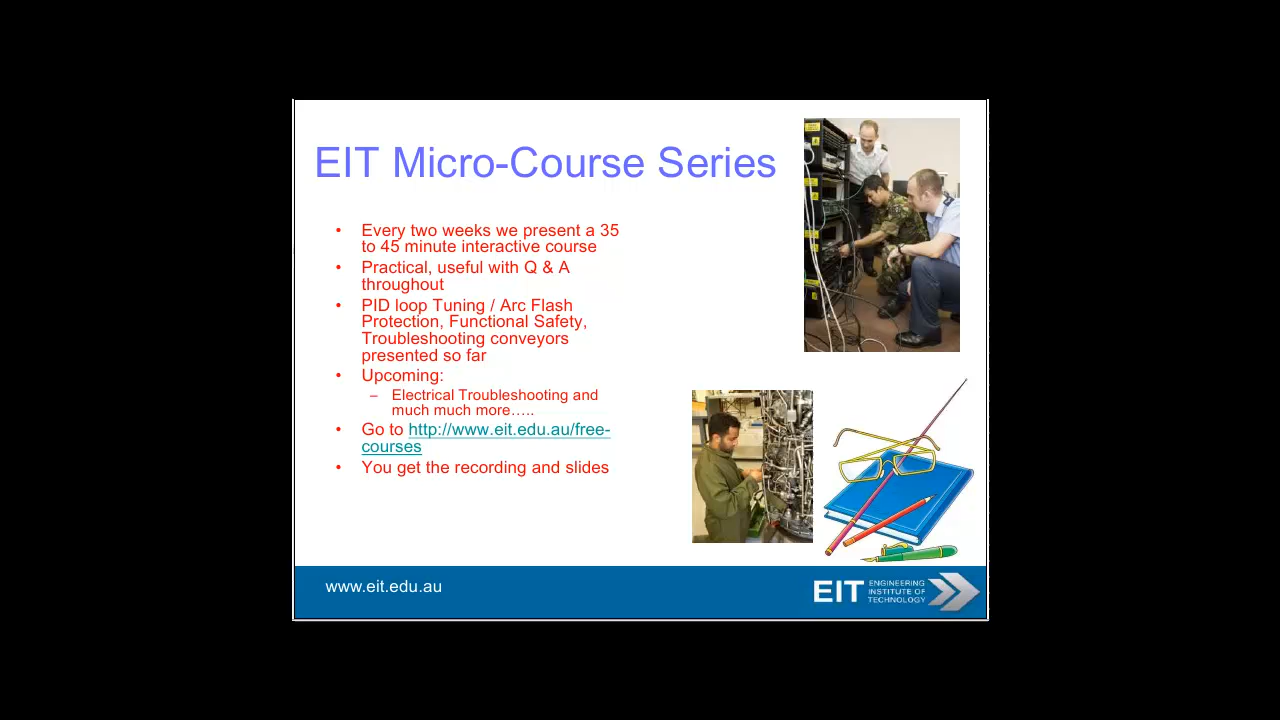 EIT Micro-Course Series
• Every two weeks we present a 35
to 45 minute interactive course
• Practical, useful with Q & A
throughout
• PID loop Tuning / Arc Flash
Protection, Functional Safety,
Troubleshooting conveyors
presented so far
• Upcoming:
– Electrical Troubleshooting and
much much more…..
• Go to http://www.eit.edu.au/free-
courses
• You get the recording and slides
www.eit.edu.au
EIT
ENGINEERING
INSTITUTE OF
TECHNOLOGY